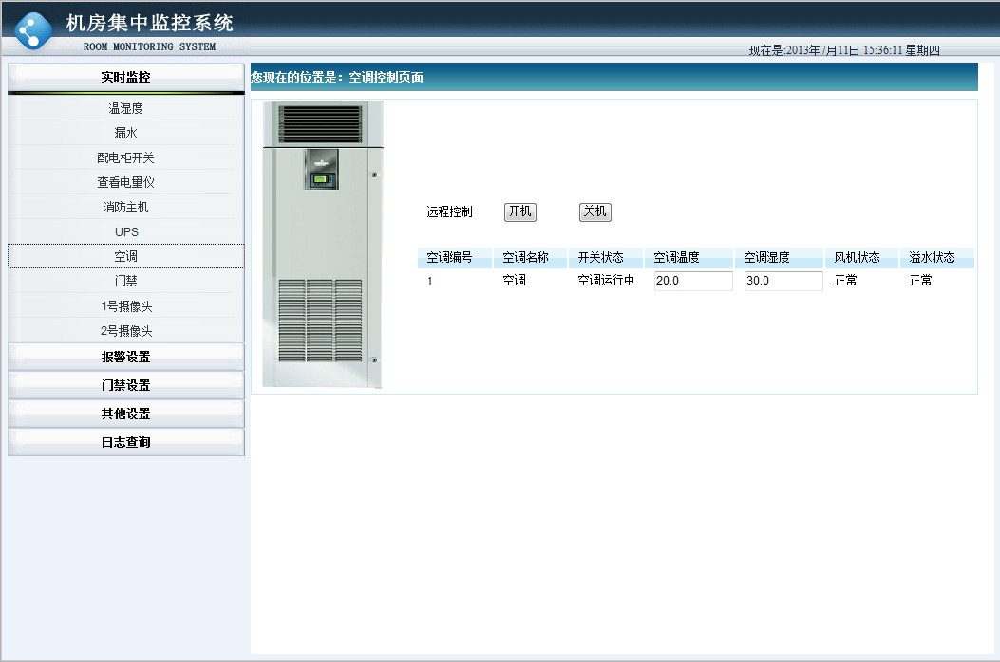 机房集中监控系统
ROOM MONITORING SYSTEM
现在是:2013年7月11日 15:36:11 星期四
实时监控
温湿度
漏水
配电柜开关
查看电量仪
消防主机
UPS
空调
门禁
1号摄像头
2号摄像头
报警设置
门禁设置
其他设置
日志查询
您现在的位置是：空调控制页面
远程控制 开机 关机
空调编号 空调名称 开关状态 空调温度 空调湿度 风机状态 溢水状态
1 空调 空调运行中 20.0 30.0 正常 正常